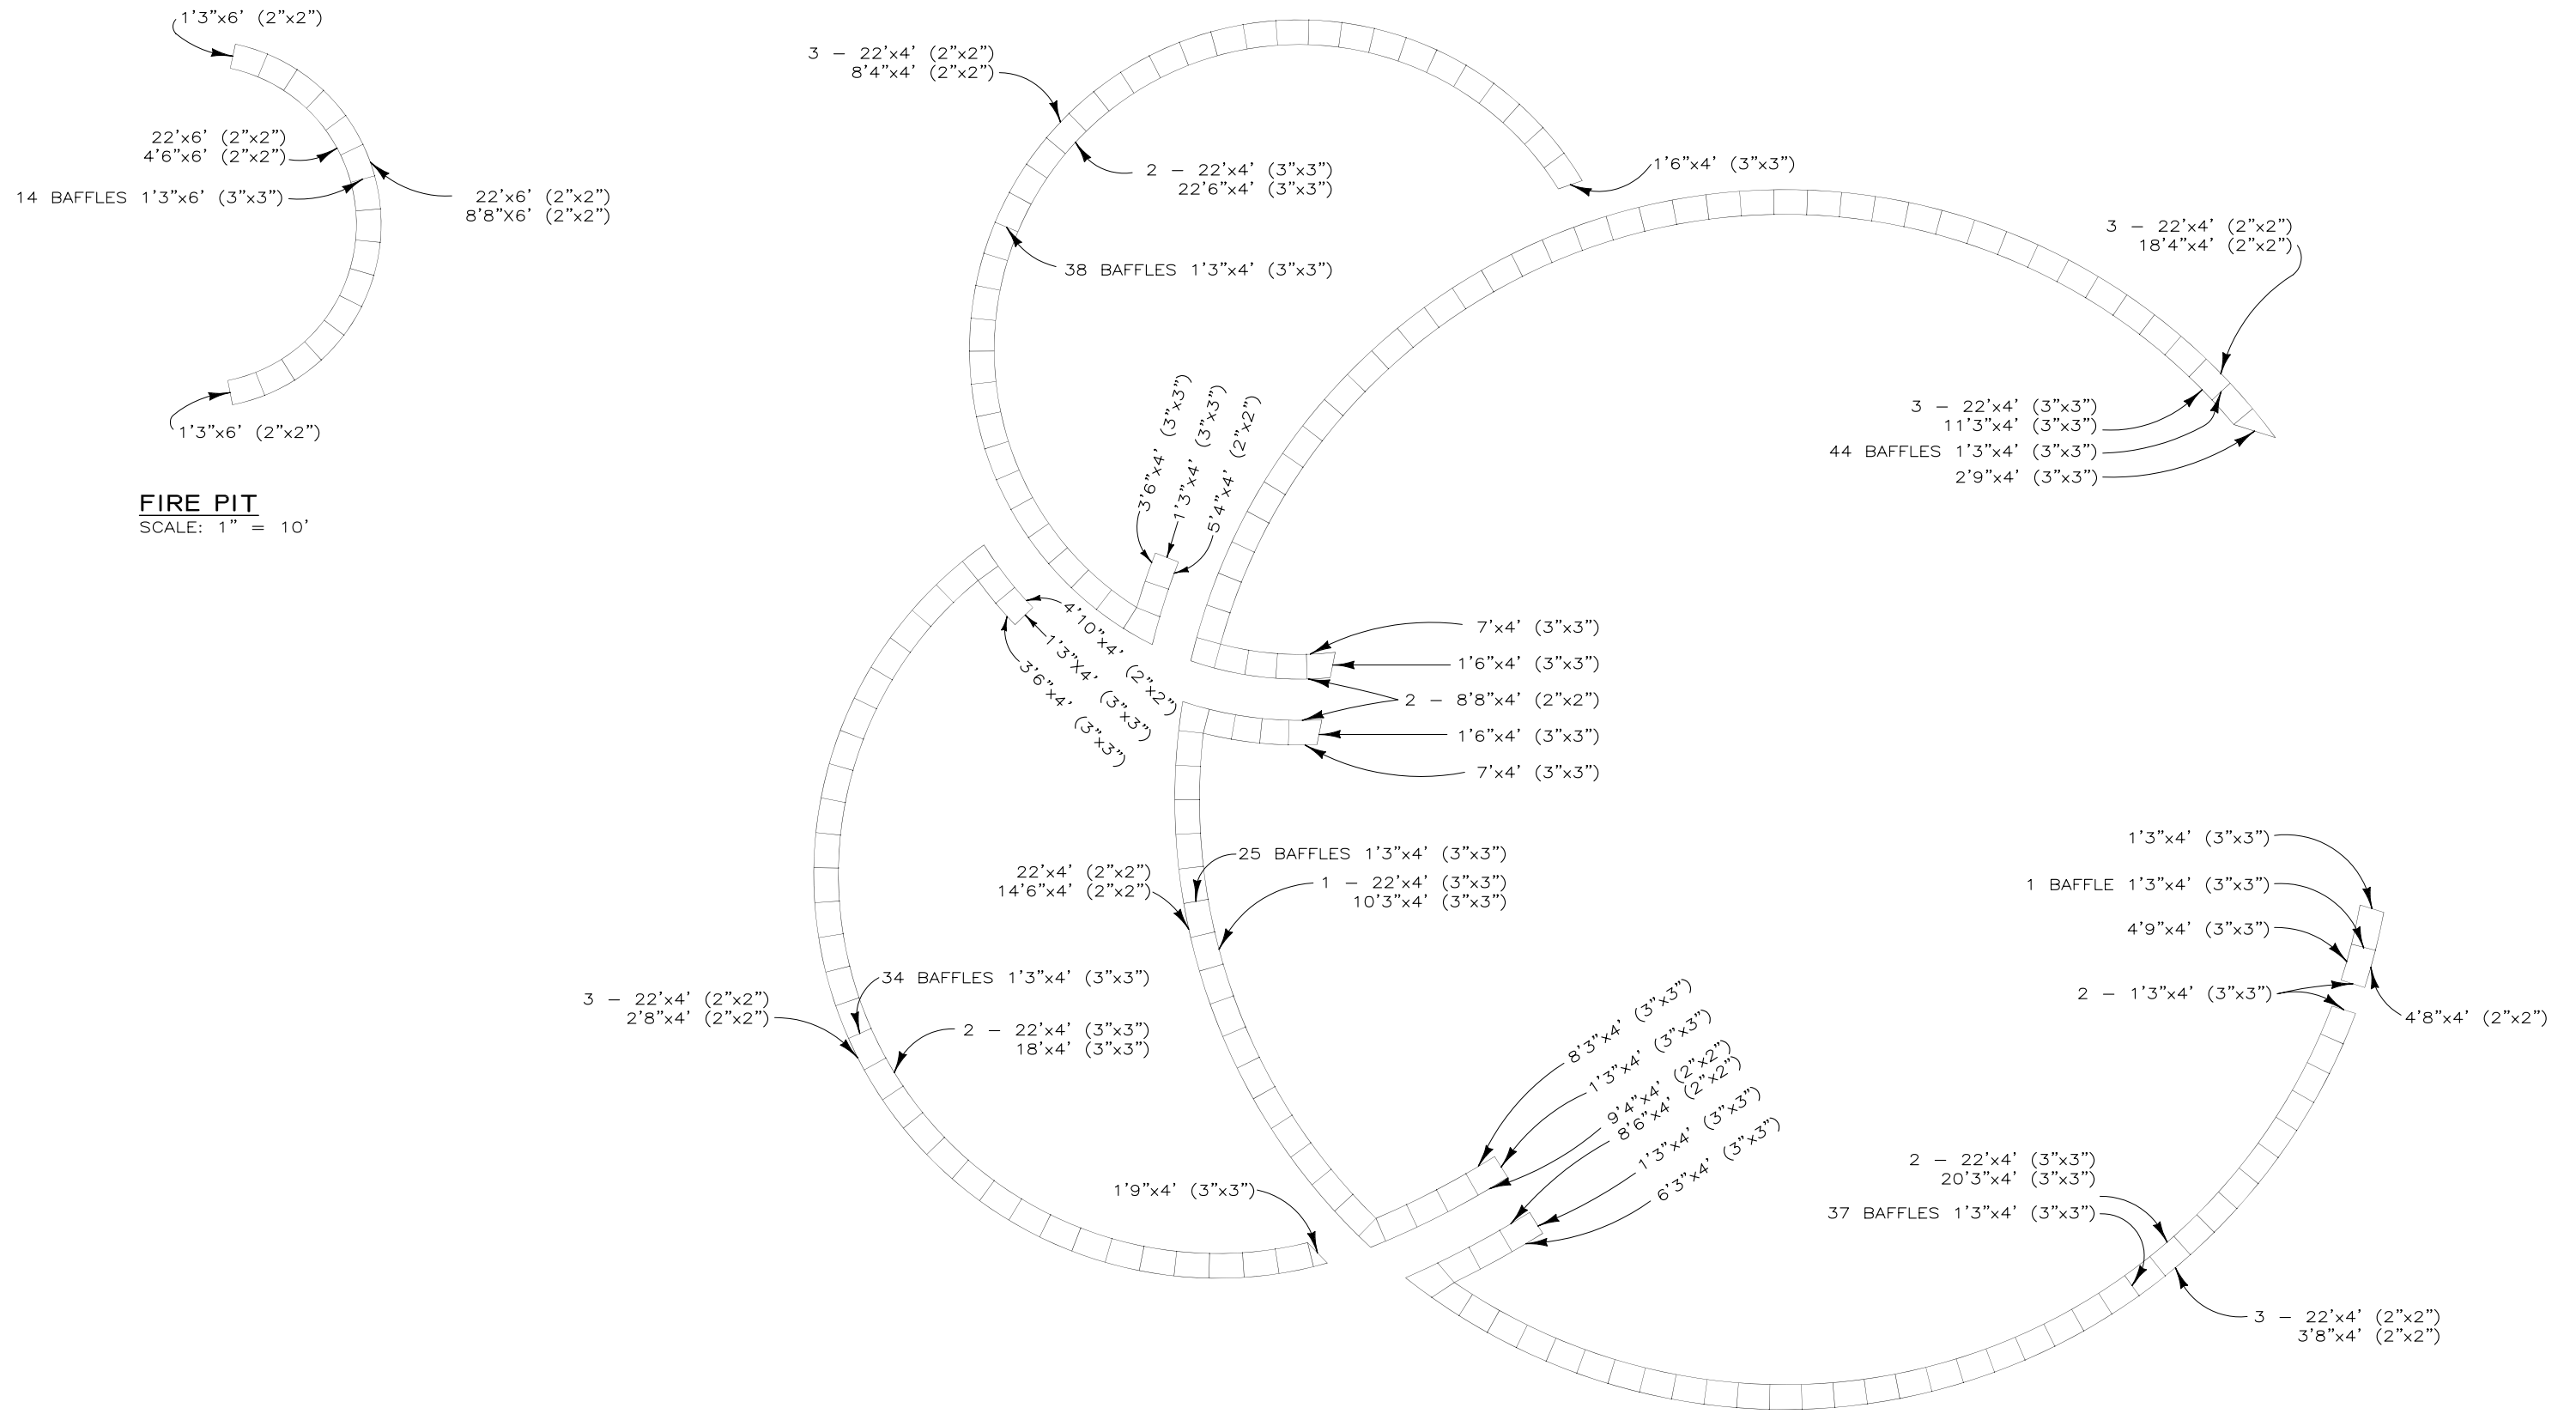 1'3"x6' (2"x2")
22'x6' (2"x2")
4'6"x6' (2"x2")
14 BAFFLES 1'3"x6' (3"x3")
22'x6' (2"x2")
8'8"X6' (2"x2")
1'3"x6' (2"x2")
FIRE PIT
SCALE: 1" = 10'
3 – 22'x4' (2"x2")
8'4"x4' (2"x2")
2 – 22'x4' (3"x3")
22'6"x4' (3"x3")
38 BAFFLES 1'3"x4' (3"x3")
1'6"x4' (3"x3")
3'6"x4' (3"x3")
1'3"x4' (3"x3")
5'4"x4' (2"x2")
3 – 22'x4' (2"x2")
18'4"x4' (2"x2")
3 – 22'x4' (3"x3")
11'3"x4' (3"x3")
44 BAFFLES 1'3"x4' (3"x3")
2'9"x4' (3"x3")
4'10"x4' (2"x2")
1'3"X4' (3"x3")
3'6"x4' (3"x3")
7'x4' (3"x3")
1'6"x4' (3"x3")
2 – 8'8"x4' (2"x2")
1'6"x4' (3"x3")
7'x4' (3"x3")
25 BAFFLES 1'3"x4' (3"x3")
22'x4' (2"x2")
14'6"x4' (2"x2")
1 – 22'x4' (3"x3")
10'3"x4' (3"x3")
34 BAFFLES 1'3"x4' (3"x3")
3 – 22'x4' (2"x2")
2'8"x4' (2"x2")
2 – 22'x4' (3"x3")
18'x4' (3"x3")
1'9"x4' (3"x3")
8'3"x4' (3"x3")
1'3"x4' (3"x3")
9'4"x4' (2"x2")
8'6"x4' (2"x2")
1'3"x4' (3"x3")
6'3"x4' (3"x3")
1'3"x4' (3"x3")
1 BAFFLE 1'3"x4' (3"x3")
4'9"x4' (3"x3")
2 – 1'3"x4' (3"x3")
4'8"x4' (2"x2")
2 – 22'x4' (3"x3")
20'3"x4' (3"x3")
37 BAFFLES 1'3"x4' (3"x3")
3 – 22'x4' (2"x2")
3'8"x4' (2"x2")